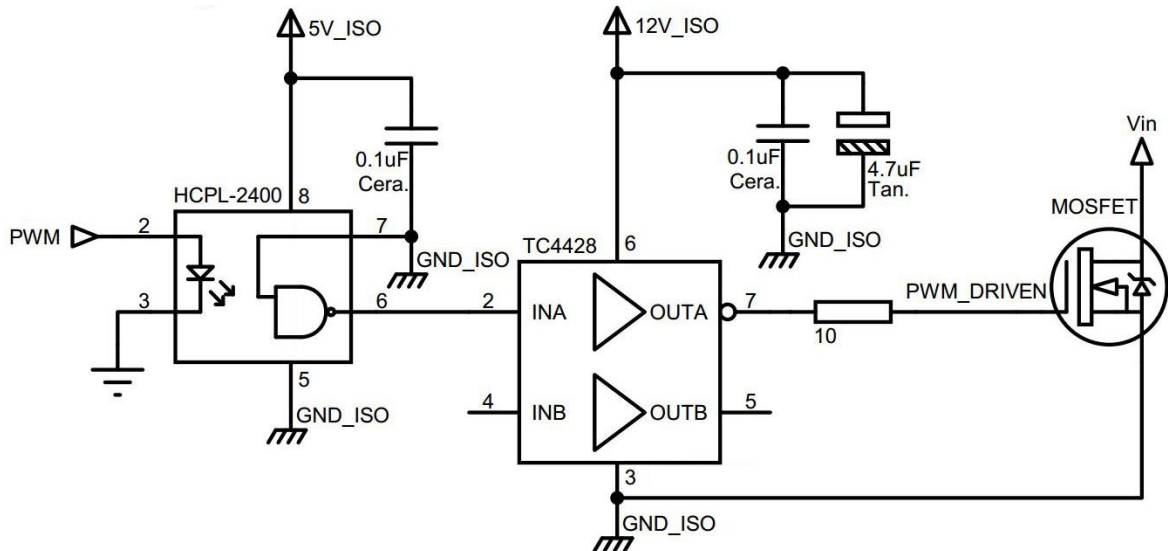 5V_ISO
12V_ISO
0.1uF
Cera.
0.1uF
Cera.
4.7uF
Tan.
Vin
HCPL-2400
8
7
GND_ISO
GND_ISO
MOSFET
PWM
2
3
6
5
GND_ISO
TC4428
6
2
INA
OUTA
7
PWM_DRIVEN
10
4
INB
OUTB
5
3
GND_ISO